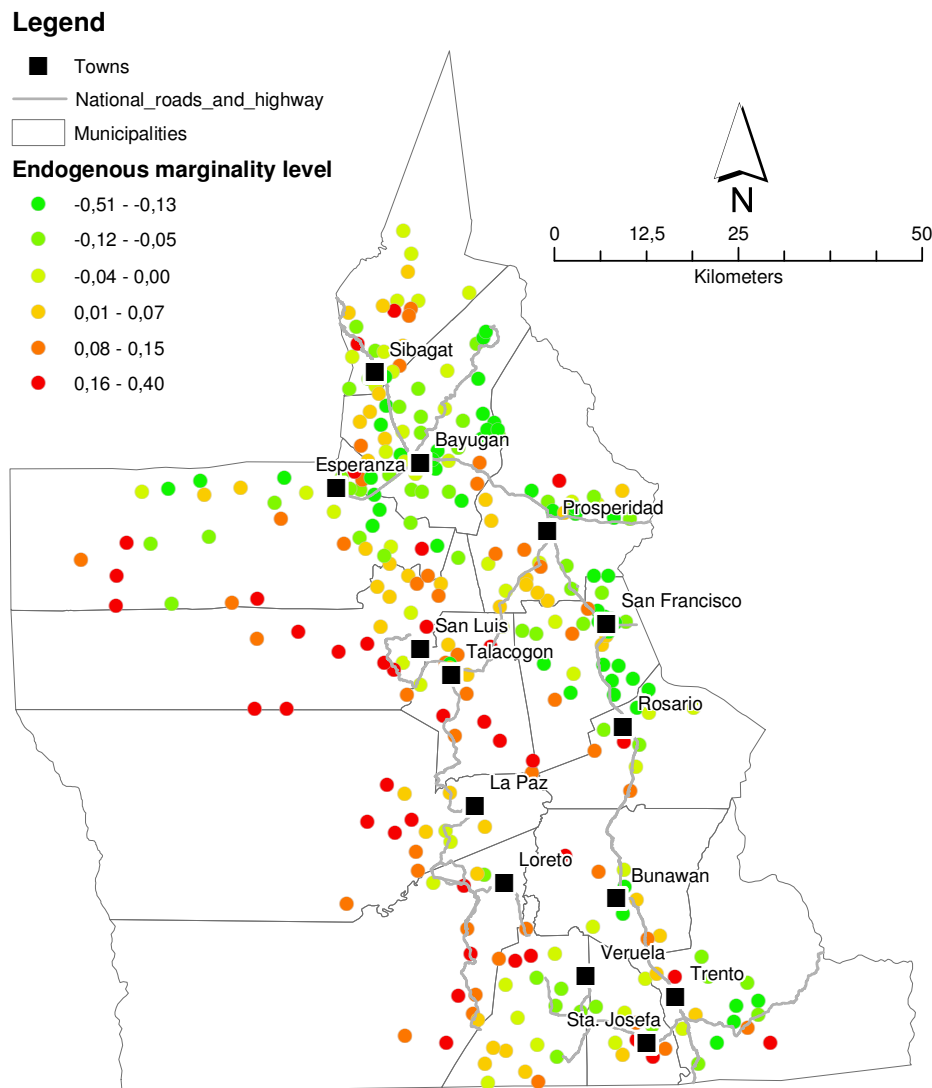 Legend
Towns
National_roads_and_highway
Municipalities
Endogenous marginality level
-0,51 - -0,13
-0,12 - -0,05
-0,04 - 0,00
0,01 - 0,07
0,08 - 0,15
0,16 - 0,40
N
0 12,5 25 50
Kilometers
Sibagat
Bayugan
Esperanza
Prosperidad
San Francisco
San Luis
Talacogon
Rosario
La Paz
Loreto
Bunawan
Veruela
Trento
Sta. Josefa